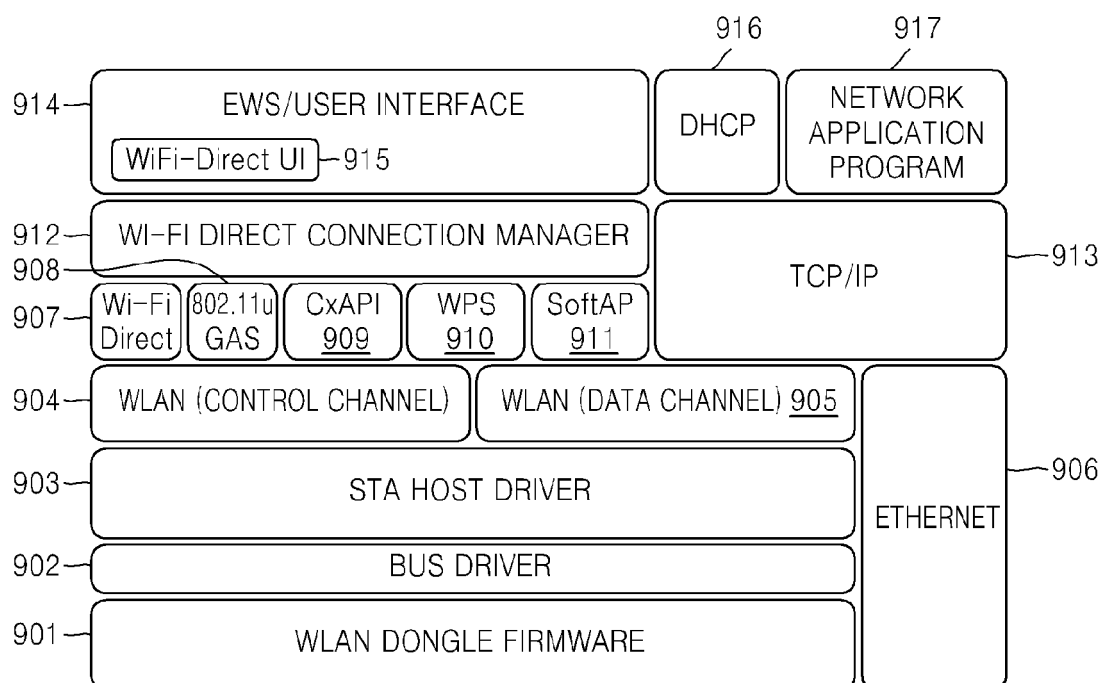 916
917
914
EWS/USER INTERFACE
WiFi-Direct UI
915
DHCP
NETWORK
APPLICATION
PROGRAM
912
WI-FI DIRECT CONNECTION MANAGER
908
TCP/IP
913
907
Wi-Fi
Direct
802.11u
GAS
CxAPI
909
WPS
910
SoftAP
911
904
WLAN (CONTROL CHANNEL)
WLAN (DATA CHANNEL) 905
903
STA HOST DRIVER
906
ETHERNET
902
BUS DRIVER
901
WLAN DONGLE FIRMWARE